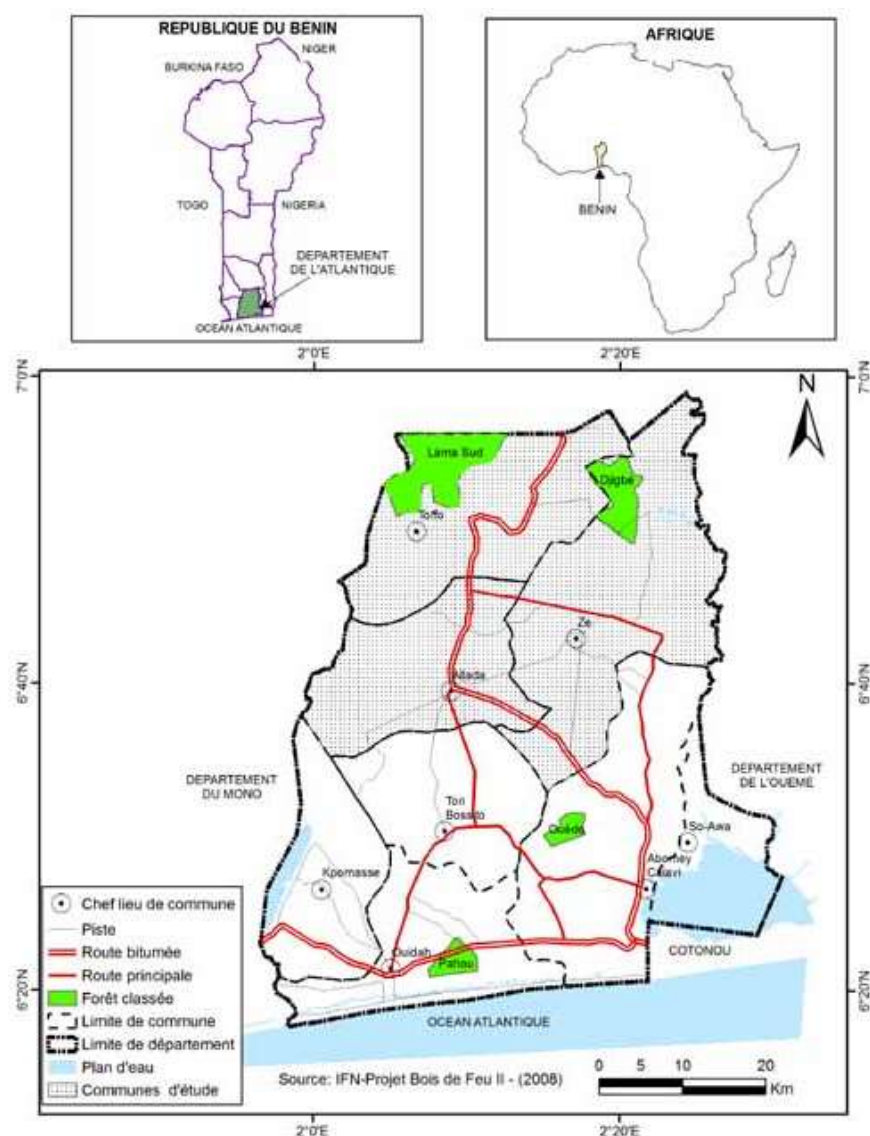 REPUBLIQUE DU BENIN
NIGER
BURKINA FASO
TOGO
NIGERIA
DEPARTEMENT
DE L'ATLANTIQUE
OCEAN ATLANTIQUE
AFRIQUE
BENIN
2°0'E
2°20'E
7°0'N
7°0'N
N
Lama Sud
Djigbé
Toffo
Zè
Allada
6°40'N
6°40'N
DEPARTEMENT
DU MONO
DEPARTEMENT
DE L'OUEME
Tori
Bossito
Ouèdo
So-Awa
Abomey
Calavi
Kpomasse
Ouidah
Pahou
COTONOU
Chef lieu de commune
Piste
Route bitumée
Route principale
Forêt classée
Limite de commune
Limite de département
Plan d'eau
Communes d'étude
6°20'N
6°20'N
OCEAN ATLANTIQUE
Source: IFN-Projet Bois de Feu II - (2008)
0 10 20
Km
2°0'E
2°20'E